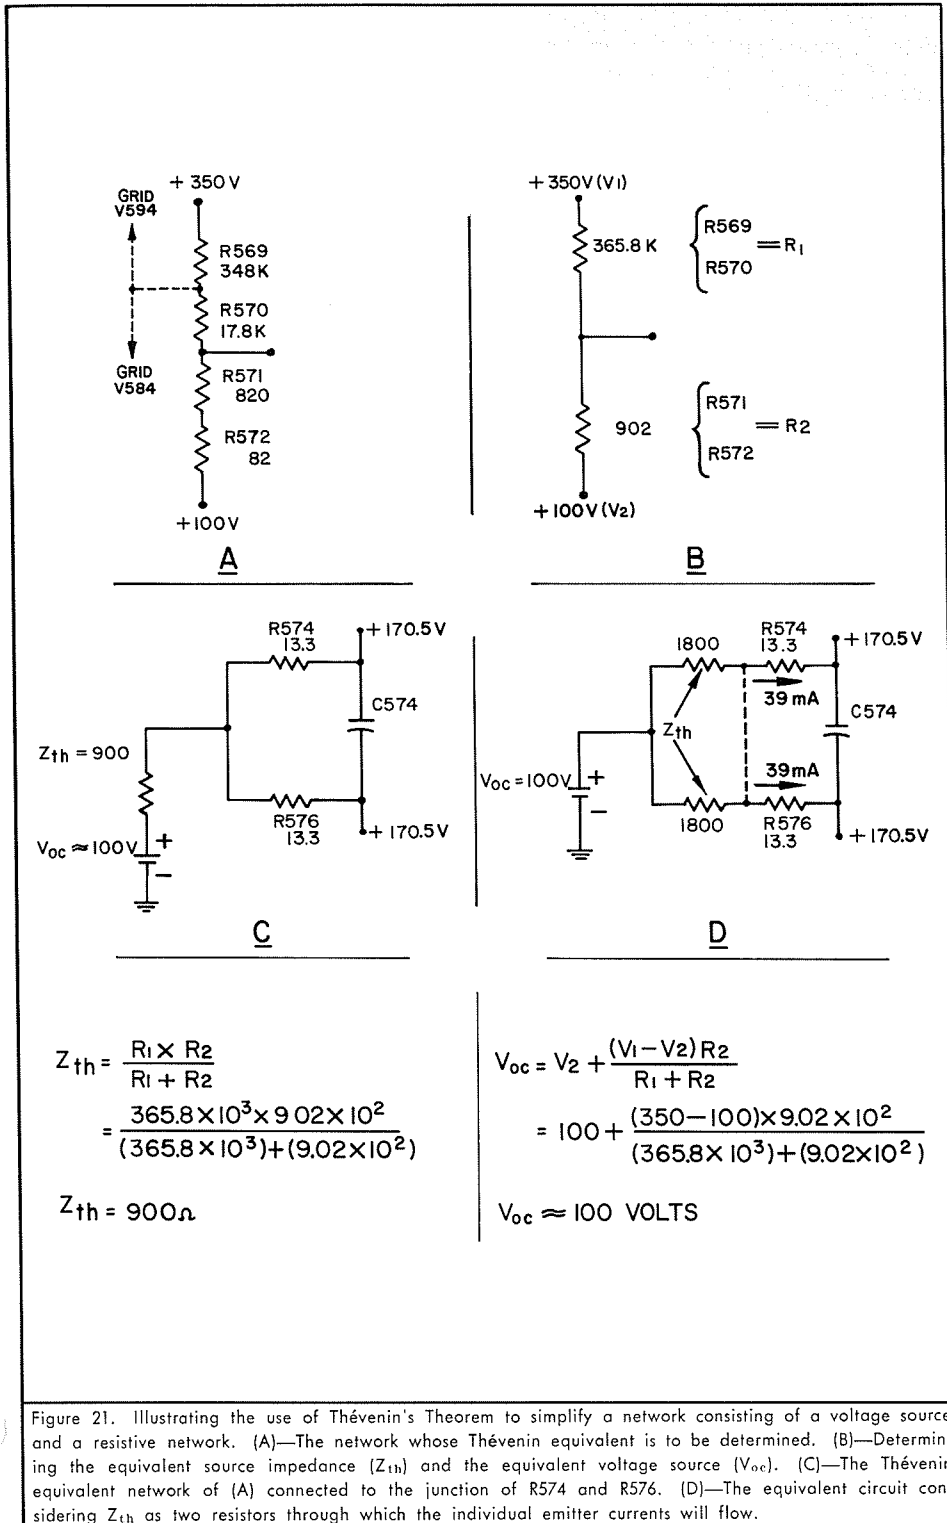 + 350V
GRID
V594
R569
348K
R570
17.8K
GRID
V584
R571
820
R572
82
+100V
A
+350V (V1)
365.8 K
R569
R570
= R1
902
R571
R572
= R2
+100V (V2)
B
R574
13.3
+170.5V
C574
Zth = 900
R576
13.3
+170.5V
Voc ≈ 100V
+
−
C
1800
R574
13.3
+170.5V
39 mA
C574
Zth
Voc = 100V
+
−
39mA
1800
R576
13.3
+170.5V
D
Zth = R1 × R2 / R1 + R2
= 365.8 × 10³ × 9 02 × 10² / (365.8 × 10³)+(9.02×10²)
Zth = 900Ω
Voc = V2 + (V1 − V2) R2 / R1 + R2
= 100 + (350−100)×9.02 × 10² / (365.8× 10³)+(9.02×10²)
Voc ≈ 100 VOLTS
Figure 21. Illustrating the use of Thévenin's Theorem to simplify a network consisting of a voltage source
and a resistive network. (A)—The network whose Thévenin equivalent is to be determined. (B)—Determin
ing the equivalent source impedance (Zth) and the equivalent voltage source (Voc). (C)—The Thévenin
equivalent network of (A) connected to the junction of R574 and R576. (D)—The equivalent circuit con
sidering Zth as two resistors through which the individual emitter currents will flow.